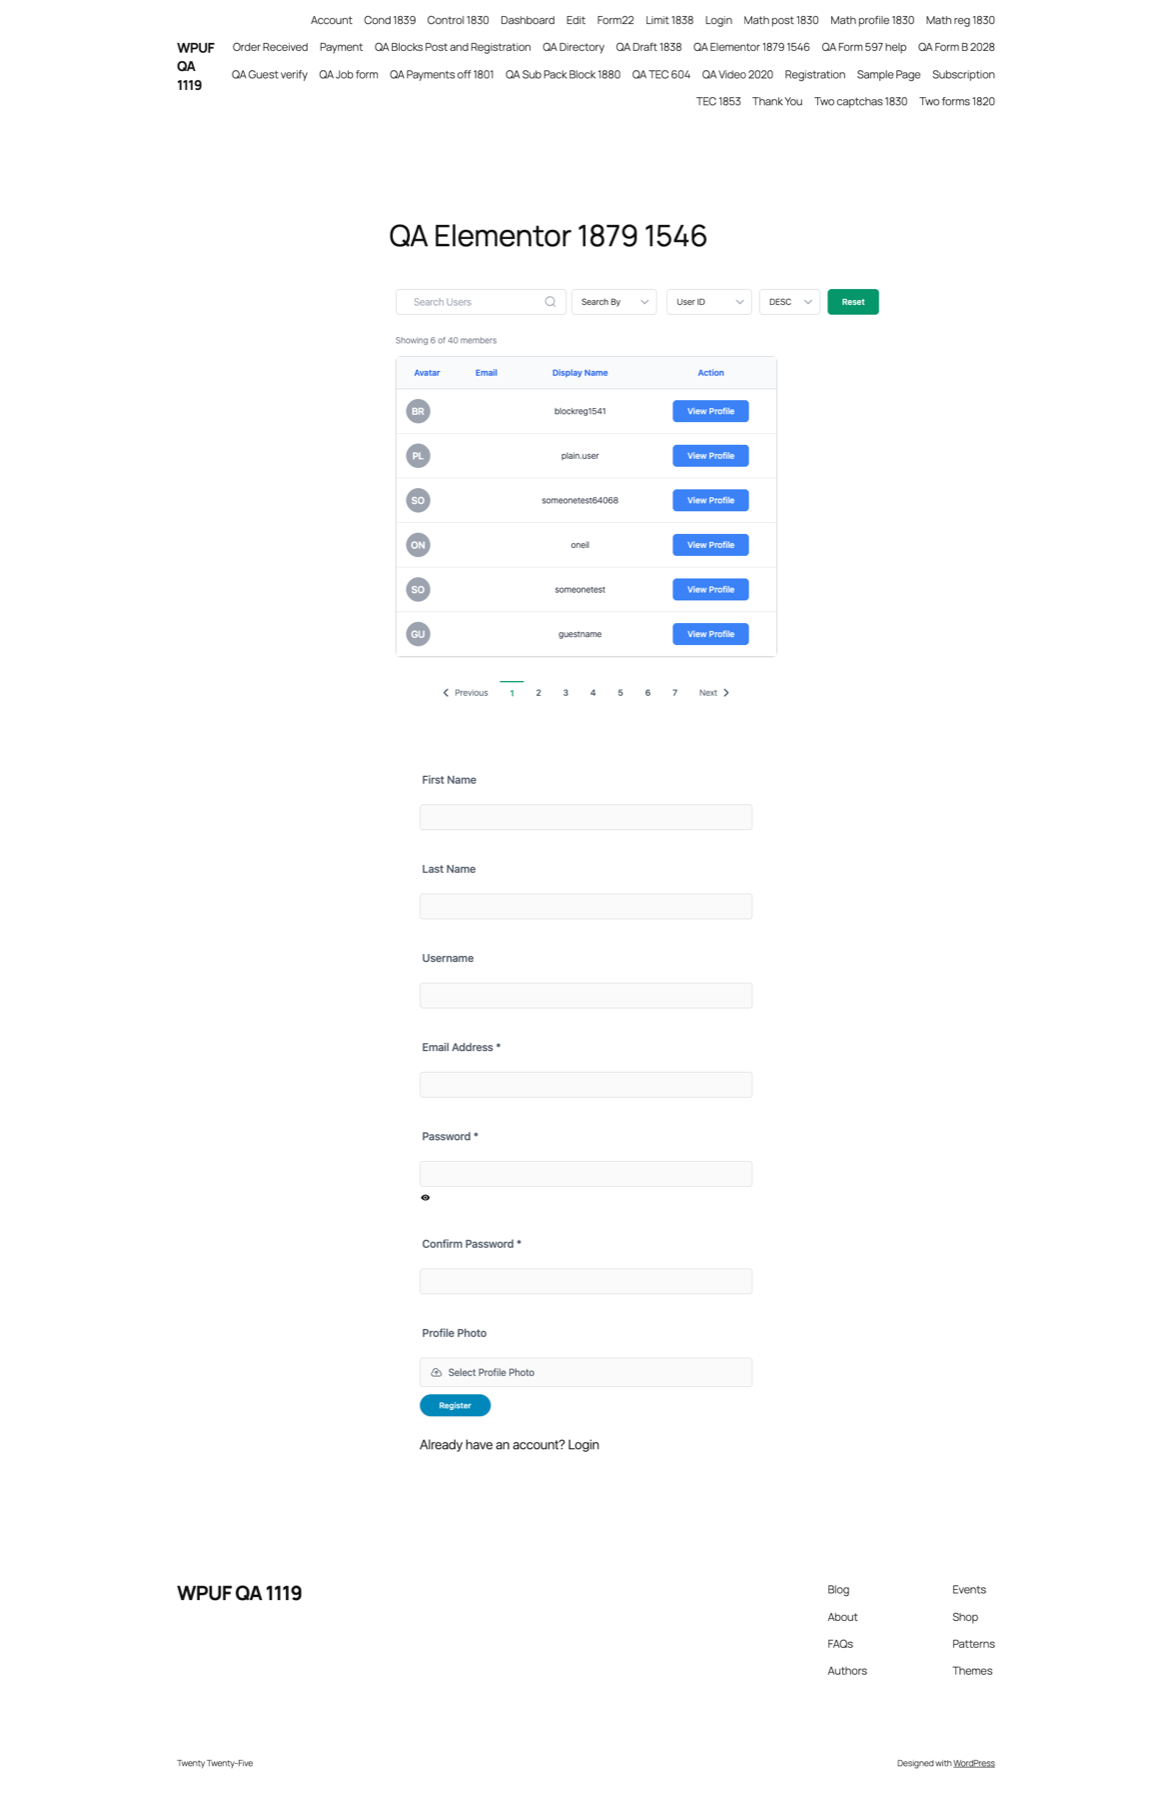 Account Cond 1839 Control 1830 Dashboard Edit Form22 Limit 1838 Login Math post 1830 Math profile 1830 Math reg 1830
WPUF QA 1119
Order Received Payment QA Blocks Post and Registration QA Directory QA Draft 1838 QA Elementor 1879 1546 QA Form 597 help QA Form B 2028
QA Guest verify QA Job form QA Payments off 1801 QA Sub Pack Block 1880 QA TEC 604 QA Video 2020 Registration Sample Page Subscription
TEC 1853 Thank You Two captchas 1830 Two forms 1820
QA Elementor 1879 1546
Search Users Search By User ID DESC Reset
Showing 6 of 40 members
Avatar Email Display Name Action
BR blockreg1541 View Profile
PL plain.user View Profile
SO someonetest64068 View Profile
ON oneil View Profile
SO someonetest View Profile
GU guestname View Profile
Previous 1 2 3 4 5 6 7 Next
First Name
Last Name
Username
Email Address *
Password *
Confirm Password *
Profile Photo
Select Profile Photo
Register
Already have an account? Login
WPUF QA 1119
Blog Events
About Shop
FAQs Patterns
Authors Themes
Twenty Twenty-Five Designed with WordPress